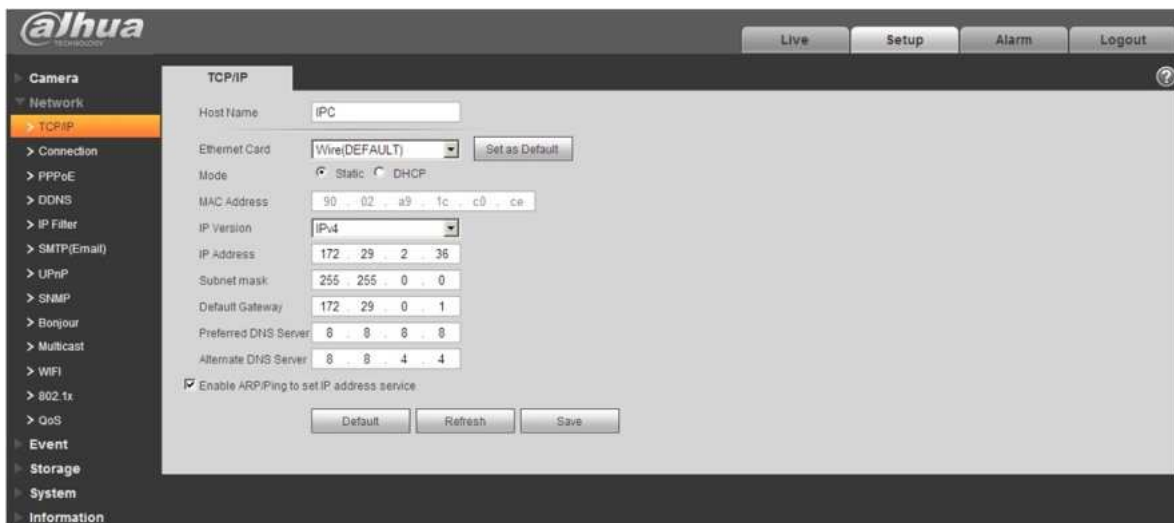 alhua
TECHNOLOGY
Live Setup Alarm Logout
Camera
Network
> TCP/IP
> Connection
> PPPoE
> DDNS
> IP Filter
> SMTP(Email)
> UPnP
> SNMP
> Bonjour
> Multicast
> WIFI
> 802.1x
> QoS
Event
Storage
System
Information
TCP/IP
?
Host Name IPC
Ethernet Card Wire(DEFAULT) Set as Default
Mode Static DHCP
MAC Address 90 . 02 . a9 . 1c . c0 . ce
IP Version IPv4
IP Address 172 . 29 . 2 . 36
Subnet mask 255 . 255 . 0 . 0
Default Gateway 172 . 29 . 0 . 1
Preferred DNS Server 8 . 8 . 8 . 8
Alternate DNS Server 8 . 8 . 4 . 4
Enable ARP/Ping to set IP address service
Default Refresh Save